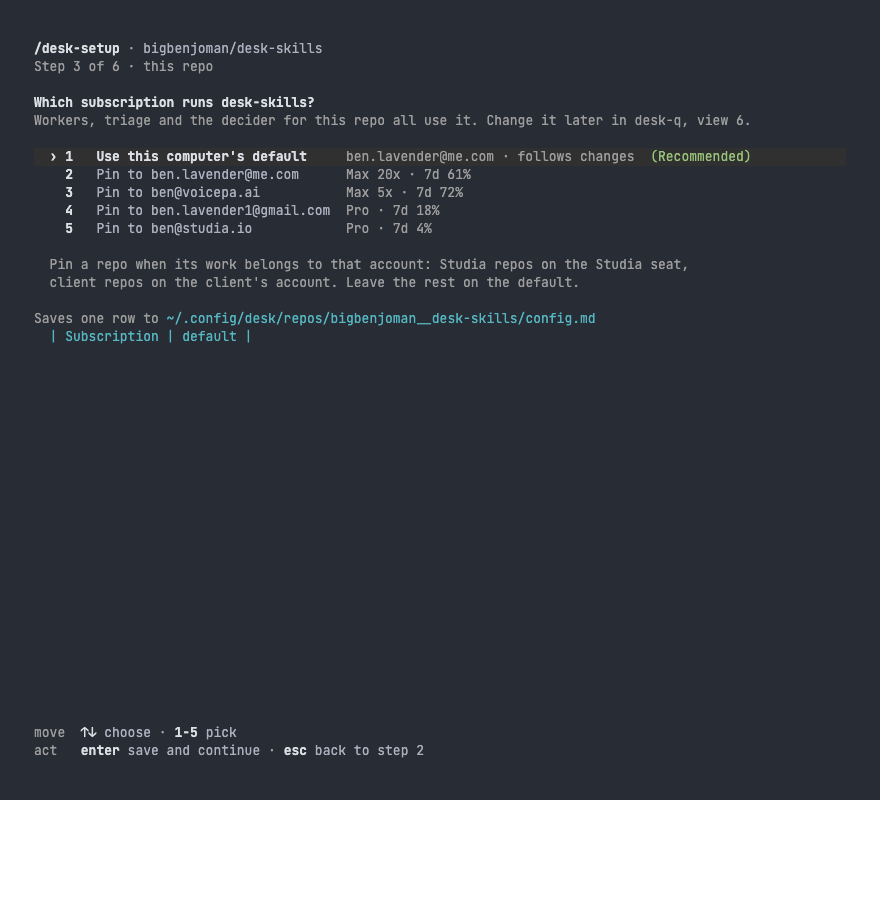 /desk-setup · bigbenjoman/desk-skills
Step 3 of 6 · this repo
Which subscription runs desk-skills?
Workers, triage and the decider for this repo all use it. Change it later in desk-q, view 6.
› 1 Use this computer's default ben.lavender@me.com · follows changes (Recommended)
2 Pin to ben.lavender@me.com Max 20x · 7d 61%
3 Pin to ben@voicepa.ai Max 5x · 7d 72%
4 Pin to ben.lavender1@gmail.com Pro · 7d 18%
5 Pin to ben@studia.io Pro · 7d 4%
Pin a repo when its work belongs to that account: Studia repos on the Studia seat,
client repos on the client's account. Leave the rest on the default.
Saves one row to ~/.config/desk/repos/bigbenjoman__desk-skills/config.md
| Subscription | default |
move ↑↓ choose · 1-5 pick
act enter save and continue · esc back to step 2